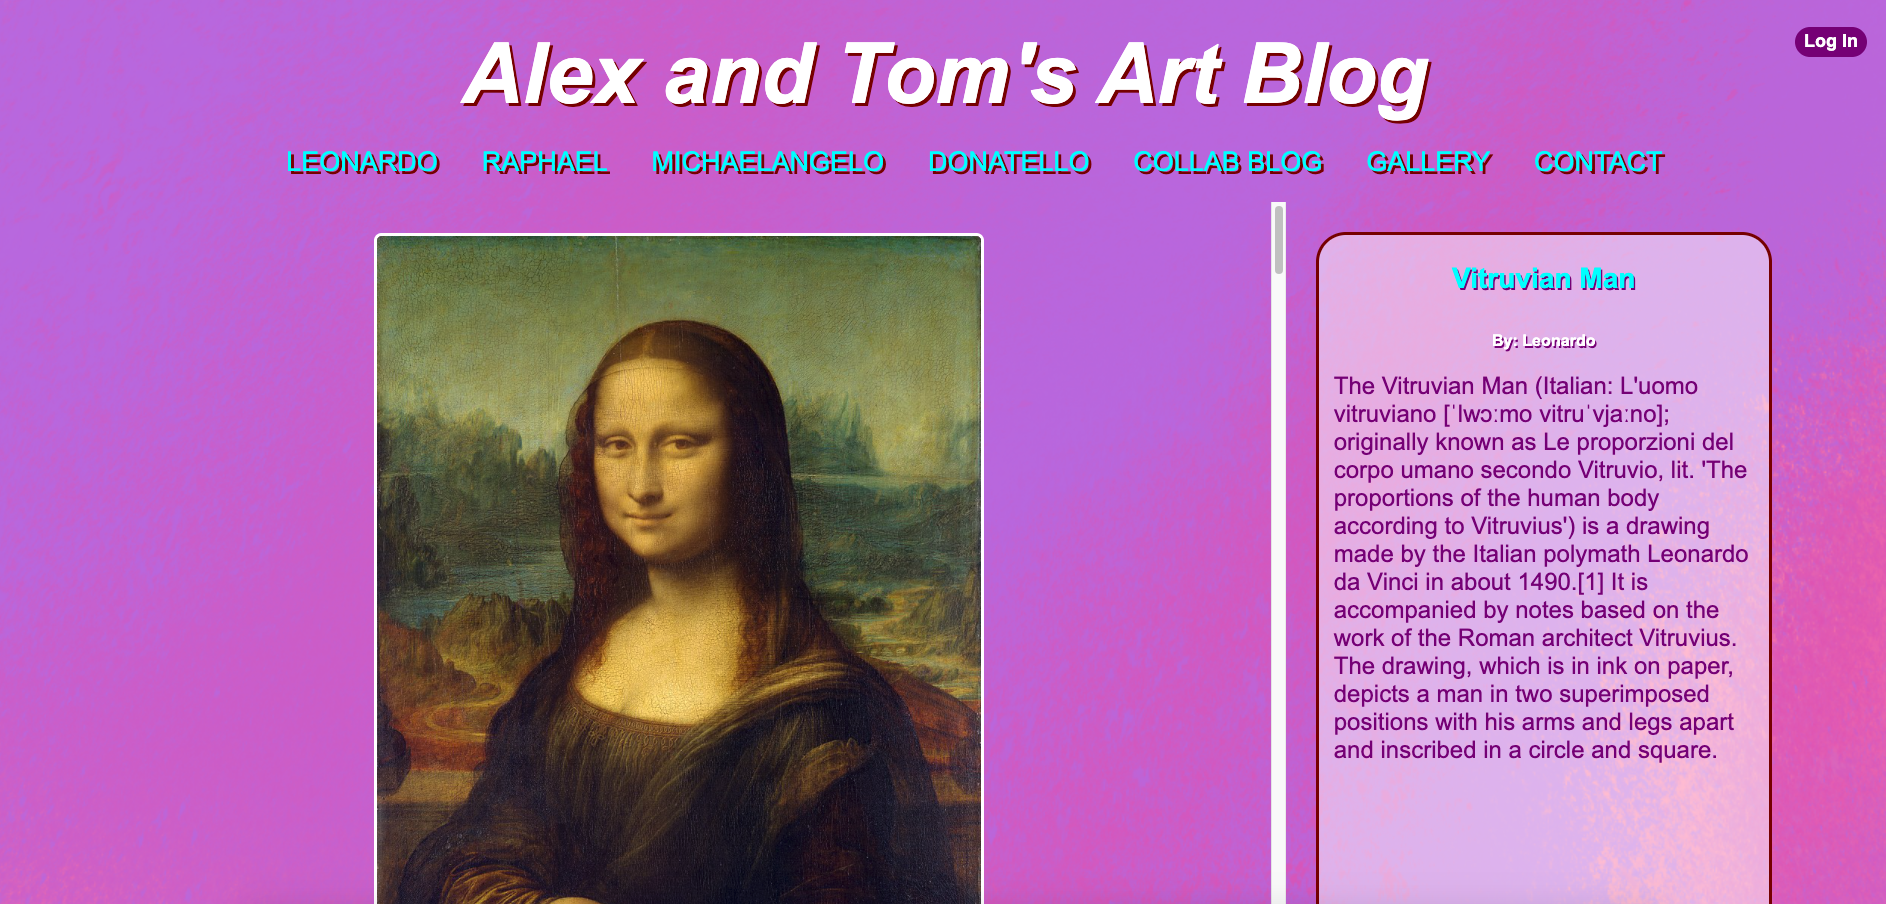 Alex and Tom's Art Blog
Log In
LEONARDO RAPHAEL MICHAELANGELO DONATELLO COLLAB BLOG GALLERY CONTACT
Vitruvian Man
By: Leonardo
The Vitruvian Man (Italian: L'uomo
vitruviano [ˈlwɔːmo vitruˈvjaːno];
originally known as Le proporzioni del
corpo umano secondo Vitruvio, lit. 'The
proportions of the human body
according to Vitruvius') is a drawing
made by the Italian polymath Leonardo
da Vinci in about 1490.[1] It is
accompanied by notes based on the
work of the Roman architect Vitruvius.
The drawing, which is in ink on paper,
depicts a man in two superimposed
positions with his arms and legs apart
and inscribed in a circle and square.